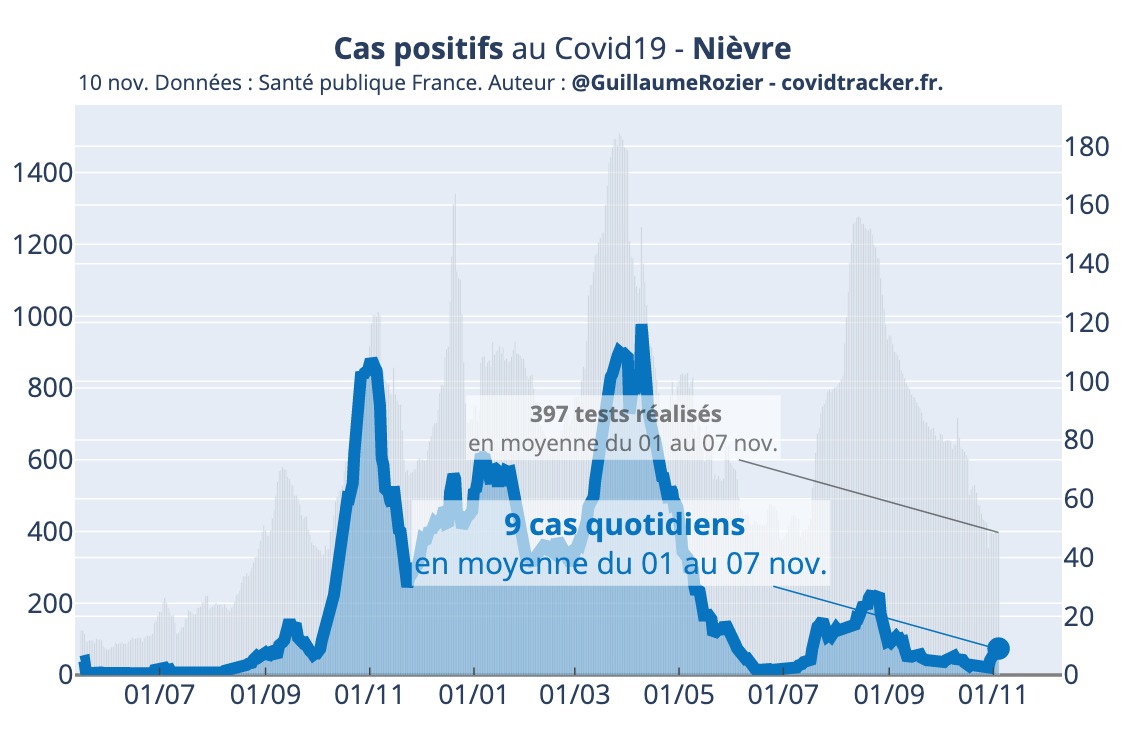 Cas positifs au Covid19 - Nièvre
10 nov. Données : Santé publique France. Auteur : @GuillaumeRozier - covidtracker.fr.
1400
1200
1000
800
600
400
200
0
180
160
140
120
100
80
60
40
20
0
397 tests réalisés
en moyenne du 01 au 07 nov.
9 cas quotidiens
en moyenne du 01 au 07 nov.
01/07 01/09 01/11 01/01 01/03 01/05 01/07 01/09 01/11